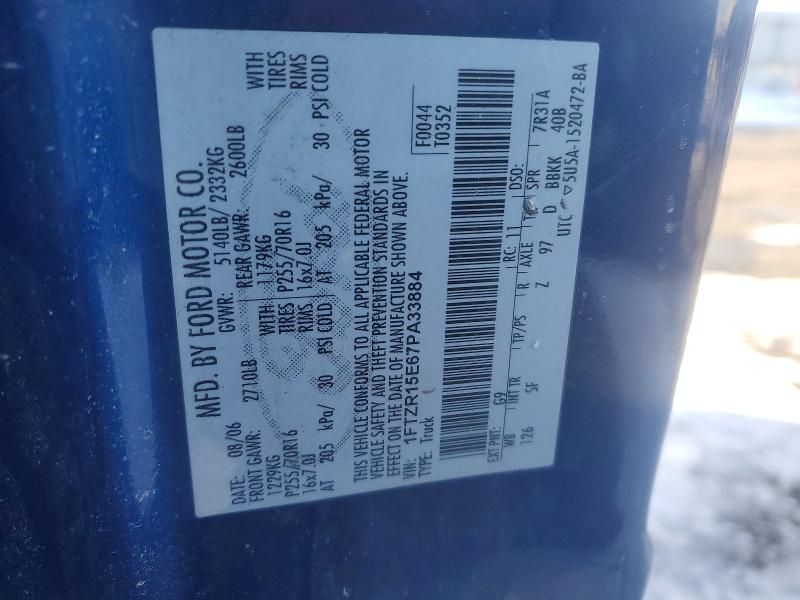 MFD. BY FORD MOTOR CO.
DATE: 08/06 GVWR: 5140LB/ 2332KG
FRONT GAWR: 2710LB REAR GAWR: 2600LB
1229KG WITH 1179KG WITH
P255/70R16 TIRES P255/70R16 TIRES
16x7.0J RIMS 16x7.0J RIMS
AT 205 kPa/ 30 PSI COLD AT 205 kPa/ 30 PSI COLD
THIS VEHICLE CONFORMS TO ALL APPLICABLE FEDERAL MOTOR
VEHICLE SAFETY AND THEFT PREVENTION STANDARDS IN
EFFECT ON THE DATE OF MANUFACTURE SHOWN ABOVE.
VIN: 1FTZR15E67PA33884
TYPE: Truck
F0044
T0352
EXT PNT: G9 RC: 11 DSO:
WB INT TR TP/PS R AXLE TR SPR 7R31A
126 SF Z 97 D BBKK 40B
UTC ▽5U5A-1520472-BA